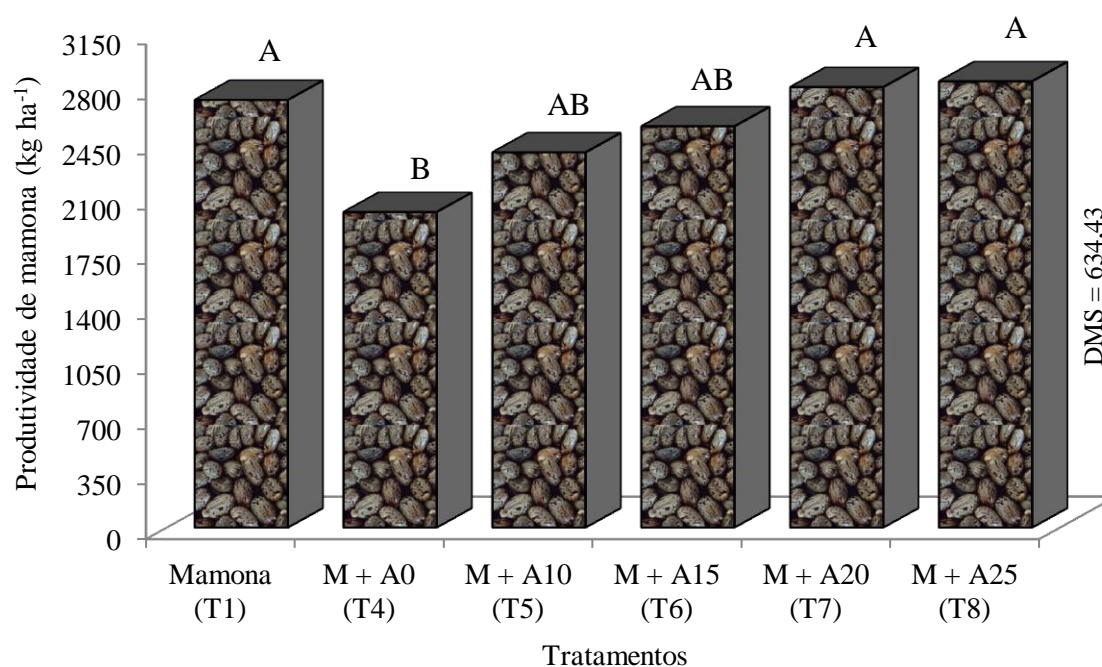 A
A
A
AB
AB
B
3150
2800
2450
2100
1750
1400
1050
700
350
0
Produtividade de mamona (kg ha⁻¹)
DMS = 634,43
Mamona M + A0 M + A10 M + A15 M + A20 M + A25
(T1) (T4) (T5) (T6) (T7) (T8)
Tratamentos